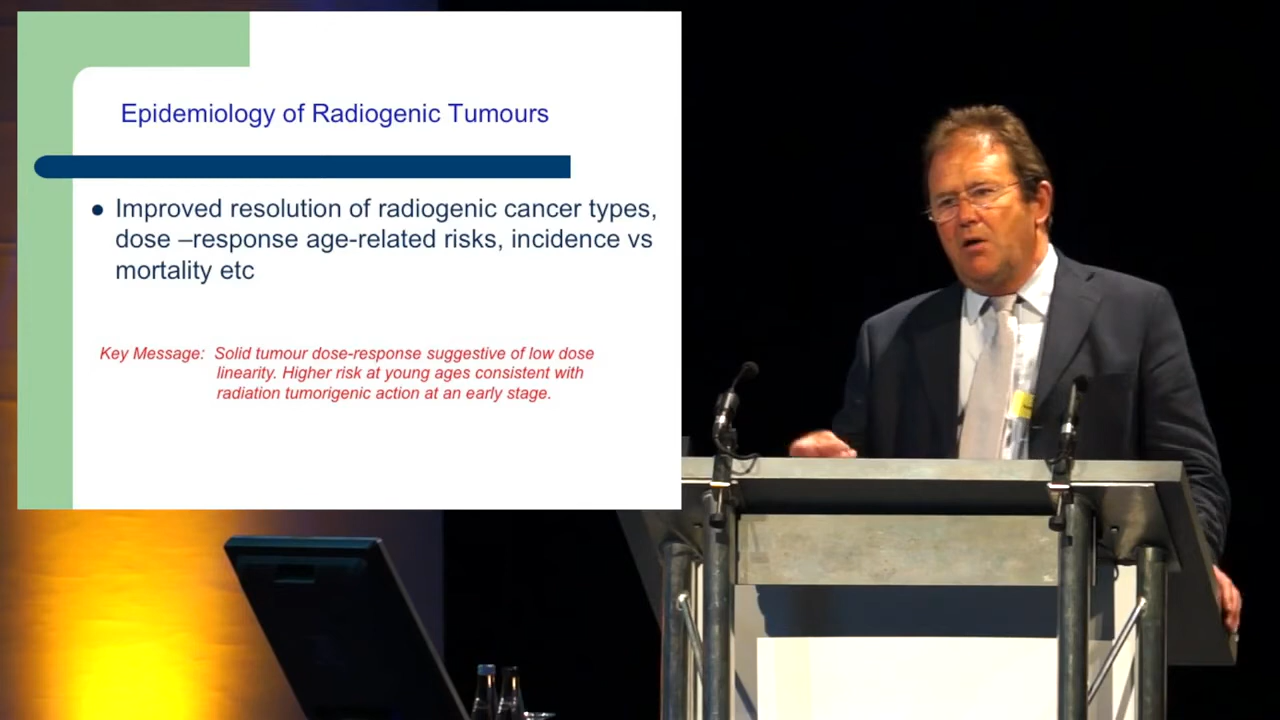 Epidemiology of Radiogenic Tumours
● Improved resolution of radiogenic cancer types,
dose –response age-related risks, incidence vs
mortality etc
Key Message: Solid tumour dose-response suggestive of low dose
linearity. Higher risk at young ages consistent with
radiation tumorigenic action at an early stage.